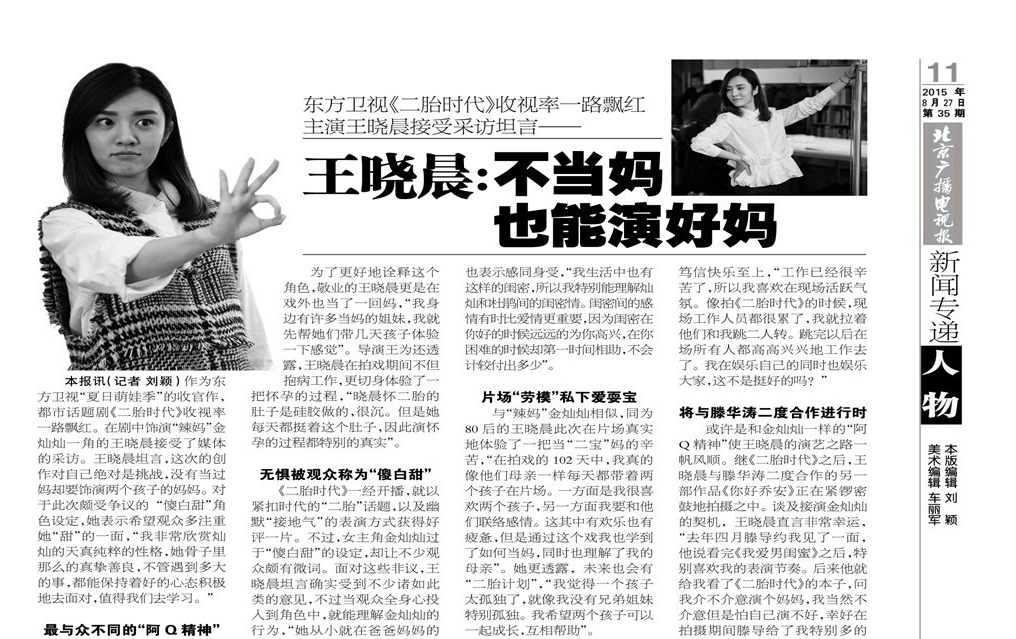 东方卫视《二胎时代》收视率一路飘红
主演王晓晨接受采访坦言——
王晓晨:不当妈
也能演好妈
本报讯(记者 刘颖)作为东
方卫视“夏日萌娃季”的收官作,
都市话题剧《二胎时代》收视率
一路飘红。在剧中饰演“辣妈”金
灿灿一角的王晓晨接受了媒体
的采访。王晓晨坦言,这次的创
作对自己绝对是挑战,没有当过
妈却要饰演两个孩子的妈妈。对
于此次颇受争议的“傻白甜”角
色设定,她表示希望观众多注重
她“甜”的一面,“我非常欣赏灿
灿的天真纯粹的性格,她骨子里
那么的真挚善良,不管遇到多大
的事,都能保持着好的心态积极
地去面对,值得我们去学习。”
最与众不同的“阿Q精神”
为了更好地诠释这个
角色,敬业的王晓晨更是在
戏外也当了一回妈,“我身
边有许多当妈的姐妹,我就
先帮她们带几天孩子体验
一下感觉”。导演王为还透
露,王晓晨在拍戏期间不但
抱病工作,更切身体验了一
把怀孕的过程,“晓晨怀二胎的
肚子是硅胶做的,很沉。但是她
每天都挺着这个肚子,因此演怀
孕的过程都特别的真实”。
无惧被观众称为“傻白甜”
《二胎时代》一经开播,就以
紧扣时代的“二胎”话题,以及幽
默“接地气”的表演方式获得好
评一片。不过,女主角金灿灿过
于“傻白甜”的设定,却让不少观
众颇有微词。面对这些非议,王
晓晨坦言确实受到不少诸如此
类的意见,不过当观众全身心投
入到角色中,就能理解金灿灿的
行为,“她从小就在爸爸妈妈的
也表示感同身受,“我生活中也有
这样的闺密,所以我特别能理解灿
灿和杜鹃间的闺密情。闺密间的感
情有时比爱情更重要,因为闺密在
你好的时候远远的为你高兴,在你
困难的时候却第一时间相助,不会
计较付出多少”。
片场“劳模”私下爱耍宝
与“辣妈”金灿灿相似,同为
80后的王晓晨此次在片场真实
地体验了一把当“二宝”妈的辛
苦,“在拍戏的102天中,我真的
像他们母亲一样每天都带着两
个孩子在片场。一方面是我很喜
欢两个孩子,另一方面我要和他
们联络感情。这其中有欢乐也有
疲惫,但是通过这个戏我也学到
了如何当妈,同时也理解了我的
母亲”。她更透露,未来也会有
“二胎计划”,“我觉得一个孩子
太孤独了,就像我没有兄弟姐妹
特别孤独。我希望两个孩子可以
一起成长,互相帮助”。
笃信快乐至上,“工作已经很辛
苦了,所以我喜欢在现场活跃气
氛。像拍《二胎时代》的时候,现
场工作人员都很累了,我就拉着
他们和我跳二人转。跳完以后在
场所有人都高高兴兴地工作去
了。我在娱乐自己的同时也娱乐
大家,这不是挺好的吗?”
将与滕华涛二度合作进行时
或许是和金灿灿一样的“阿
Q精神”使王晓晨的演艺之路一
帆风顺。继《二胎时代》之后,王
晓晨与滕华涛二度合作的另一
部作品《你好乔安》正在紧锣密
鼓地拍摄之中。谈及接演金灿灿
的契机,王晓晨直言非常幸运,
“去年四月滕导约我见了一面,
他说看完《我爱男闺蜜》之后,特
别喜欢我的表演节奏。后来他就
给我看了《二胎时代》的本子,问
我介不介意演个妈妈,我当然不
介意但是怕自己演不好,幸好在
拍摄期间滕导给了我特别多的
11
2015 年
8月27日
第35期
北京广播电视报
新闻专递
人物
本版编辑 刘 颖
美术编辑 车丽军